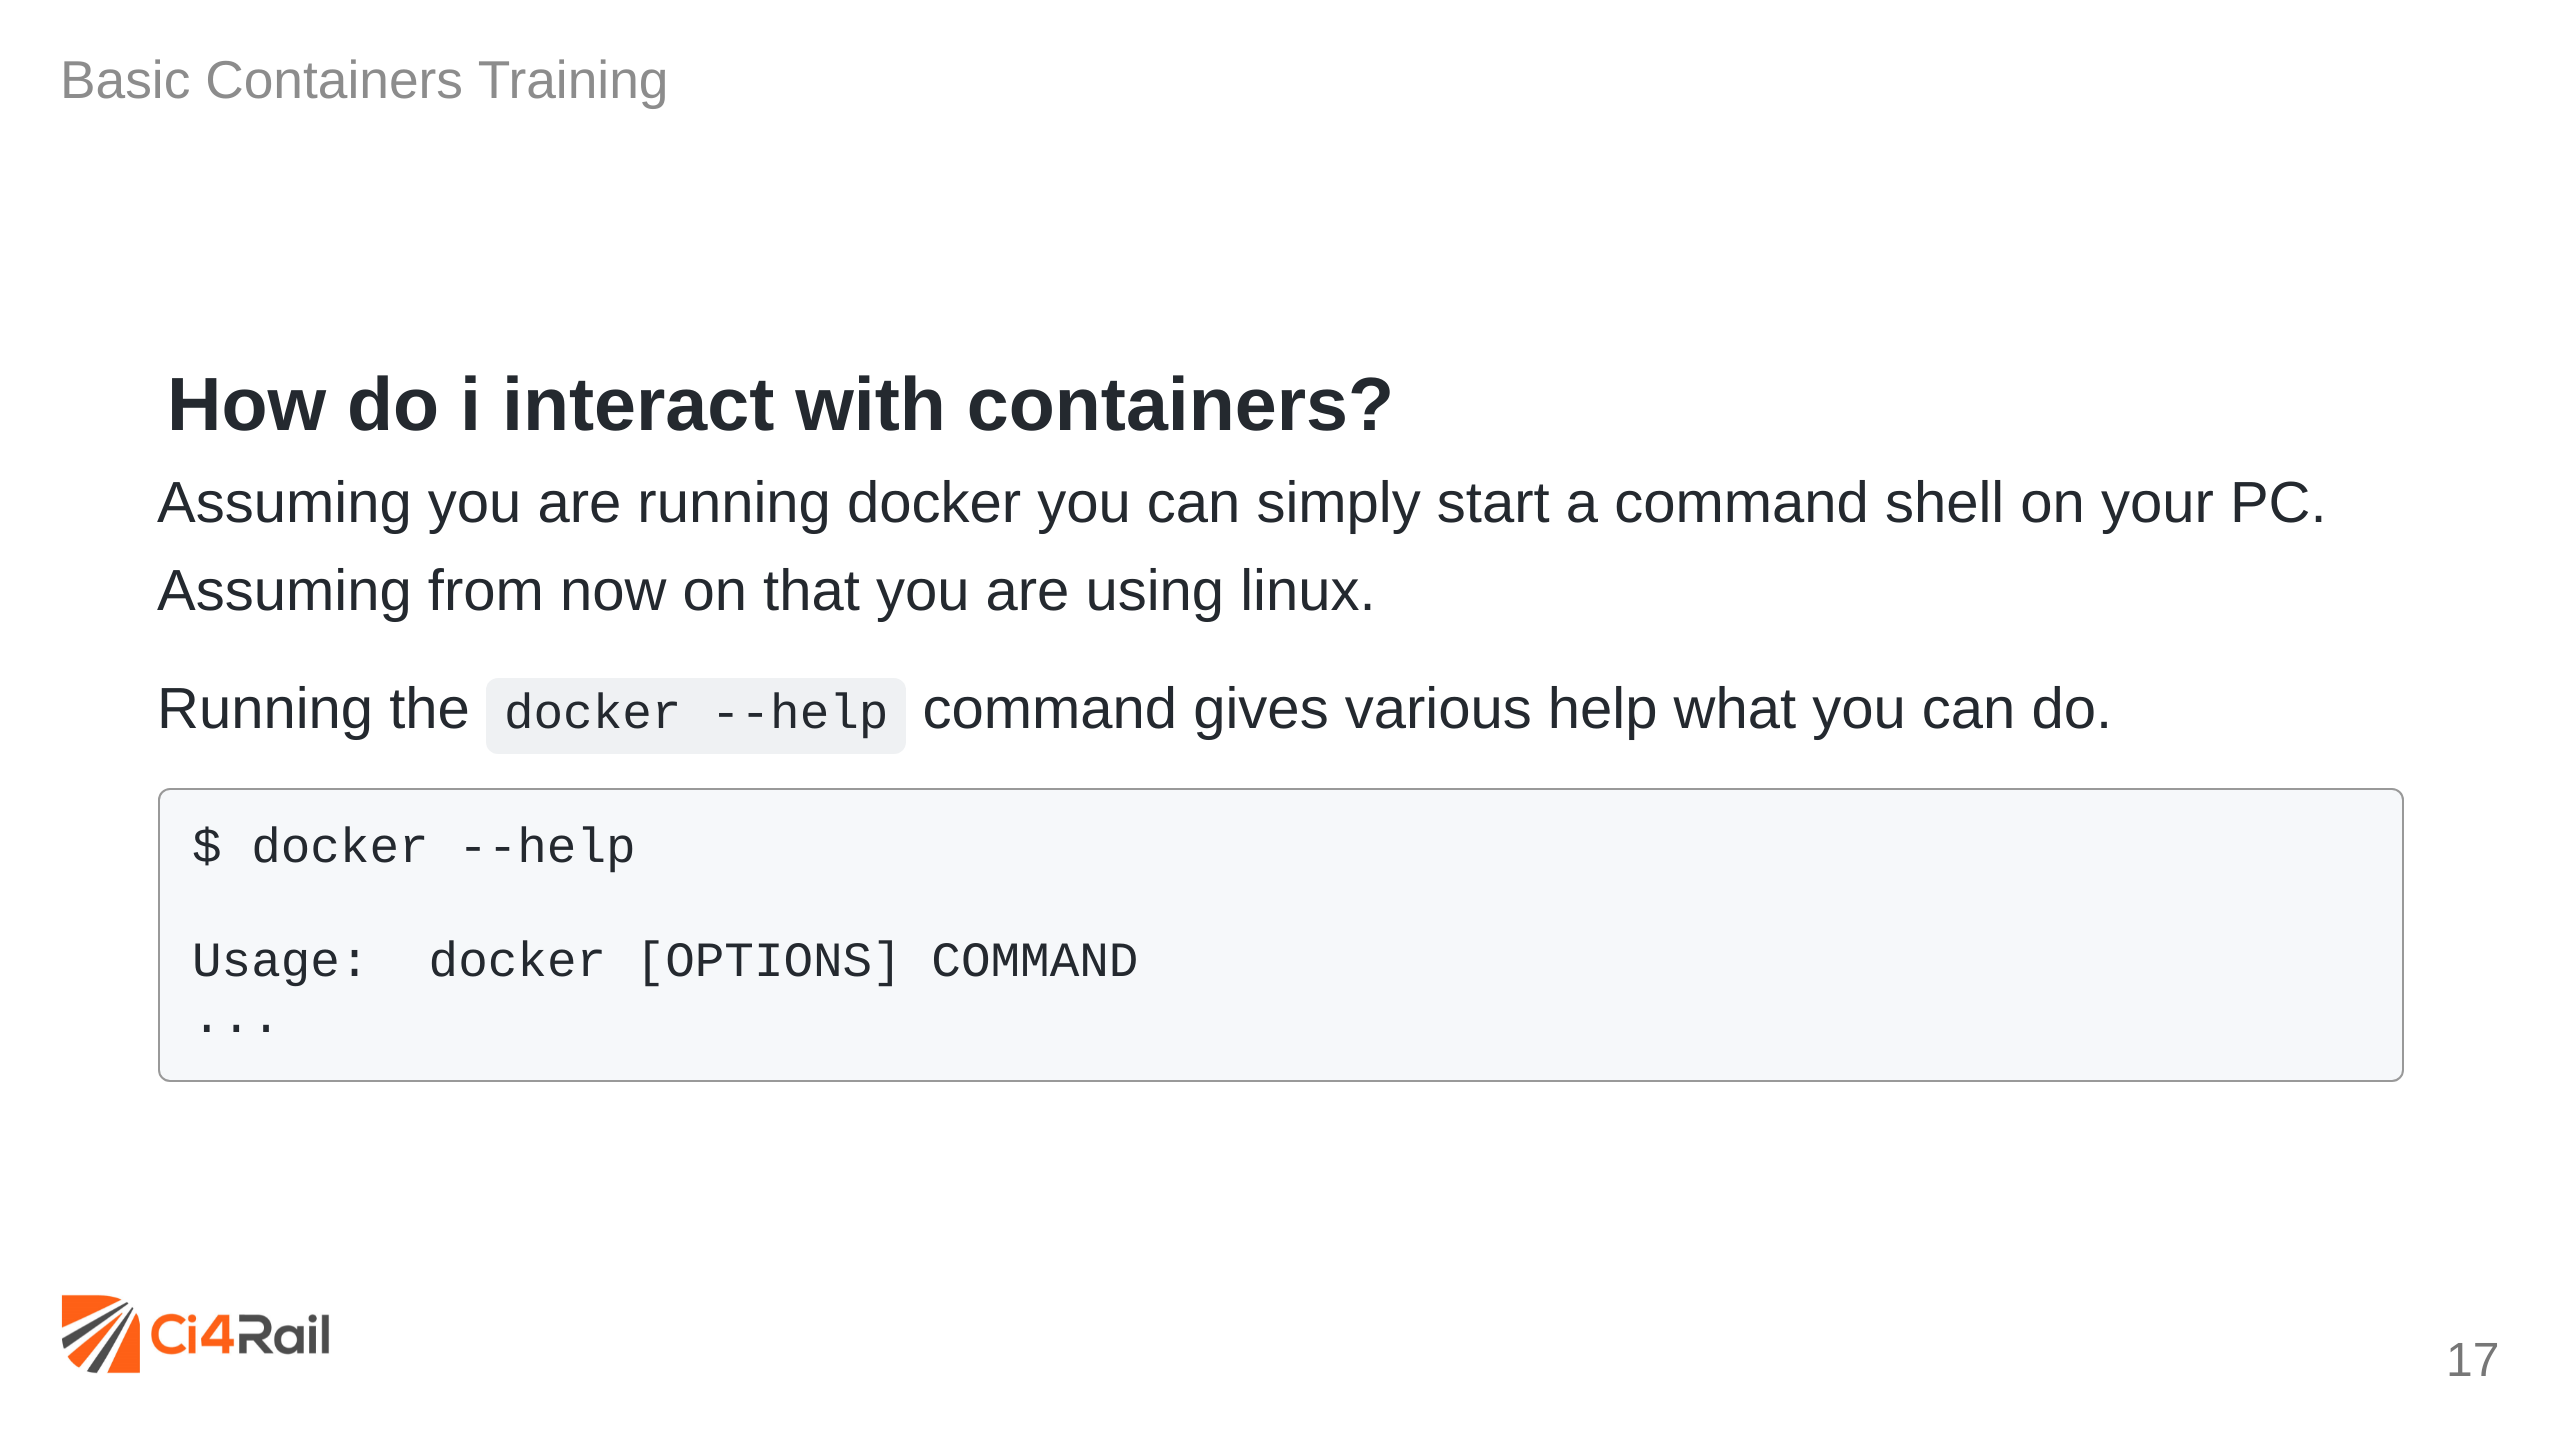 Basic Containers Training
How do i interact with containers?
Assuming you are running docker you can simply start a command shell on your PC.
Assuming from now on that you are using linux.
Running the docker --help command gives various help what you can do.
$ docker --help
Usage:  docker [OPTIONS] COMMAND
...
Ci4Rail
17